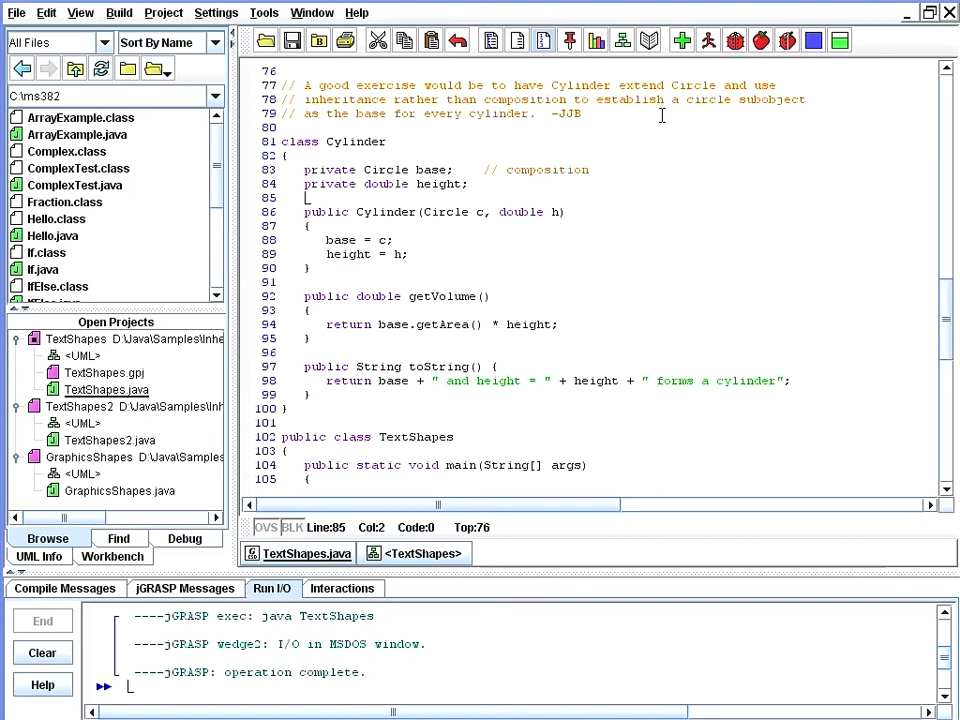 File Edit View Build Project Settings Tools Window Help
All Files Sort By Name
C:\ms382
ArrayExample.class
ArrayExample.java
Complex.class
ComplexTest.class
ComplexTest.java
Fraction.class
Hello.class
Hello.java
If.class
If.java
IfElse.class
IfElse.java
Open Projects
TextShapes D:\Java\Samples\Inhe
<UML>
TextShapes.gpj
TextShapes.java
TextShapes2 D:\Java\Samples\Inh
<UML>
TextShapes2.java
GraphicsShapes D:\Java\Samples
<UML>
GraphicsShapes.java
Browse Find Debug
UML Info Workbench
76
77 // A good exercise would be to have Cylinder extend Circle and use
78 // inheritance rather than composition to establish a circle subobject
79 // as the base for every cylinder. -JJB
80
81 class Cylinder
82 {
83 private Circle base; // composition
84 private double height;
85
86 public Cylinder(Circle c, double h)
87 {
88 base = c;
89 height = h;
90 }
91
92 public double getVolume()
93 {
94 return base.getArea() * height;
95 }
96
97 public String toString() {
98 return base + " and height = " + height + " forms a cylinder";
99 }
100 }
101
102 public class TextShapes
103 {
104 public static void main(String[] args)
105 {
OVS BLK Line:85 Col:2 Code:0 Top:76
TextShapes.java <TextShapes>
Compile Messages jGRASP Messages Run I/O Interactions
End
Clear
Help
----jGRASP exec: java TextShapes
----jGRASP wedge2: I/O in MSDOS window.
----jGRASP: operation complete.